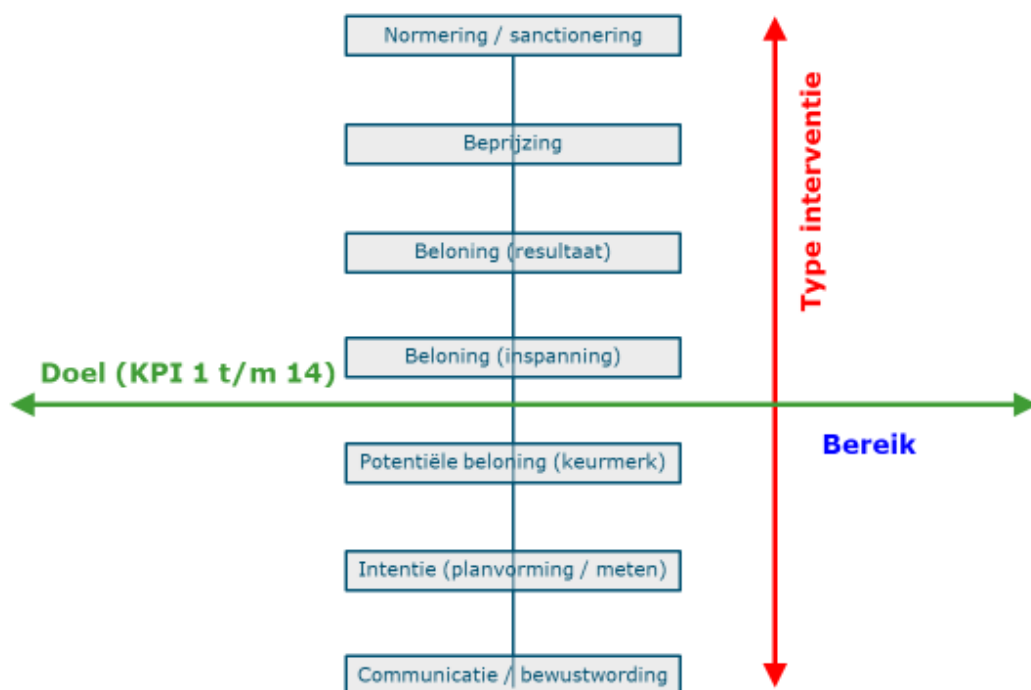 Normering / sanctionering
Type interventie
Beprijzing
Beloning (resultaat)
Beloning (inspanning)
Doel (KPI 1 t/m 14)
Bereik
Potentiële beloning (keurmerk)
Intentie (planvorming / meten)
Communicatie / bewustwording